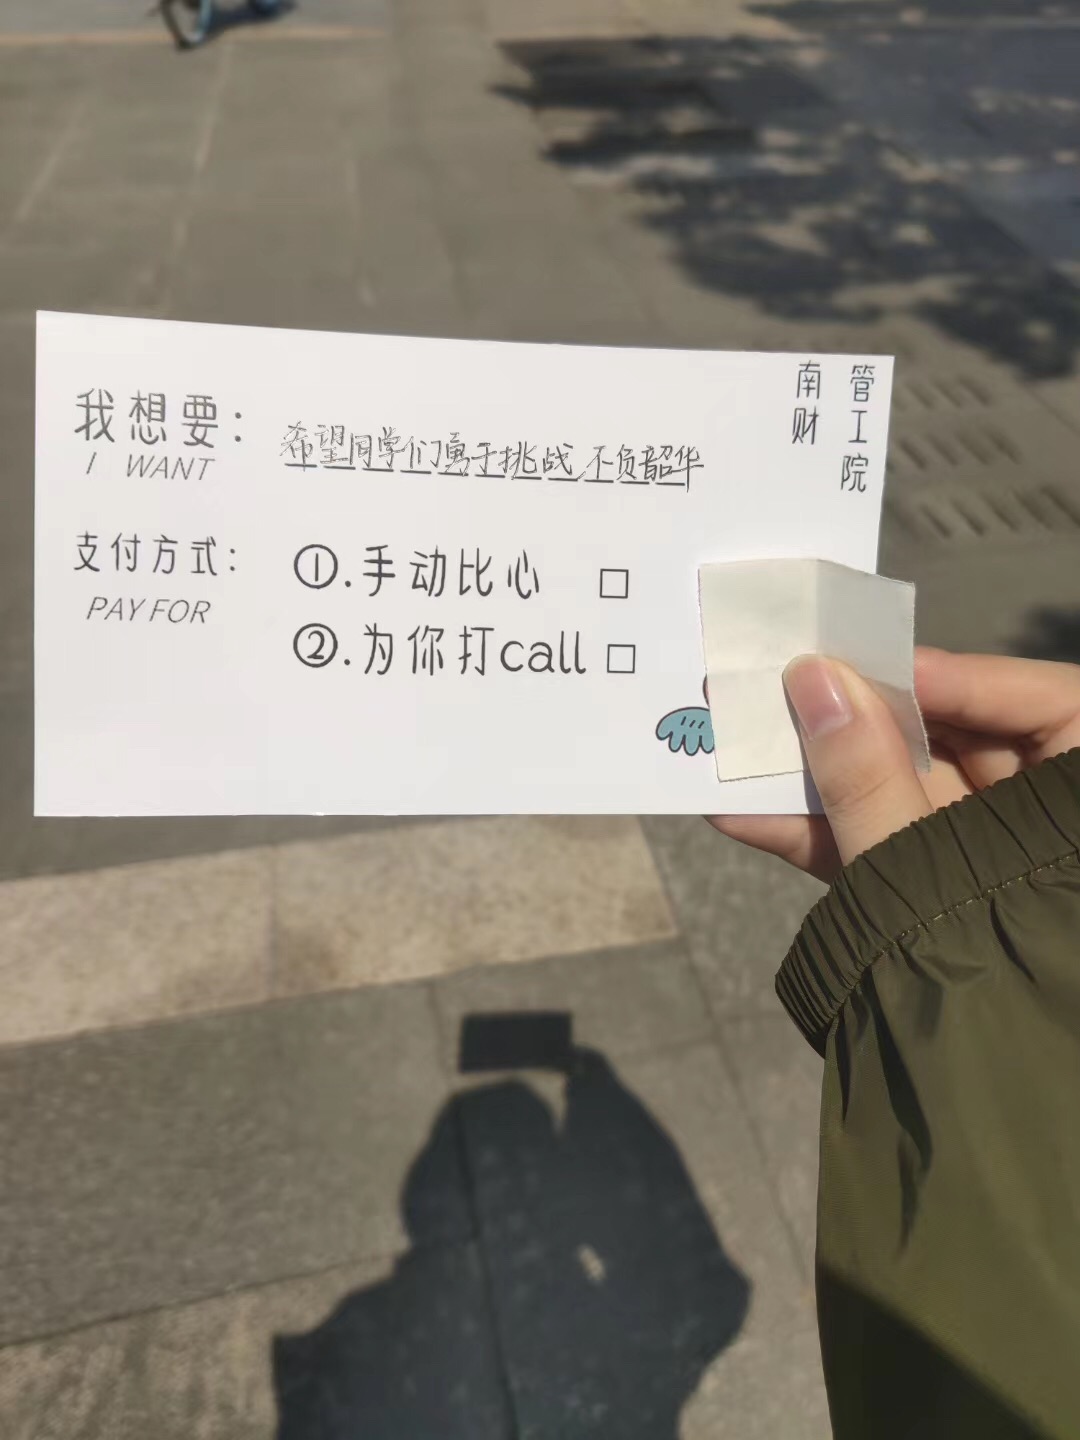 我想要：希望同学们勇于挑战，不负韶华
I WANT
支付方式：①.手动比心 □
PAY FOR
②.为你打call □
南财
管工院